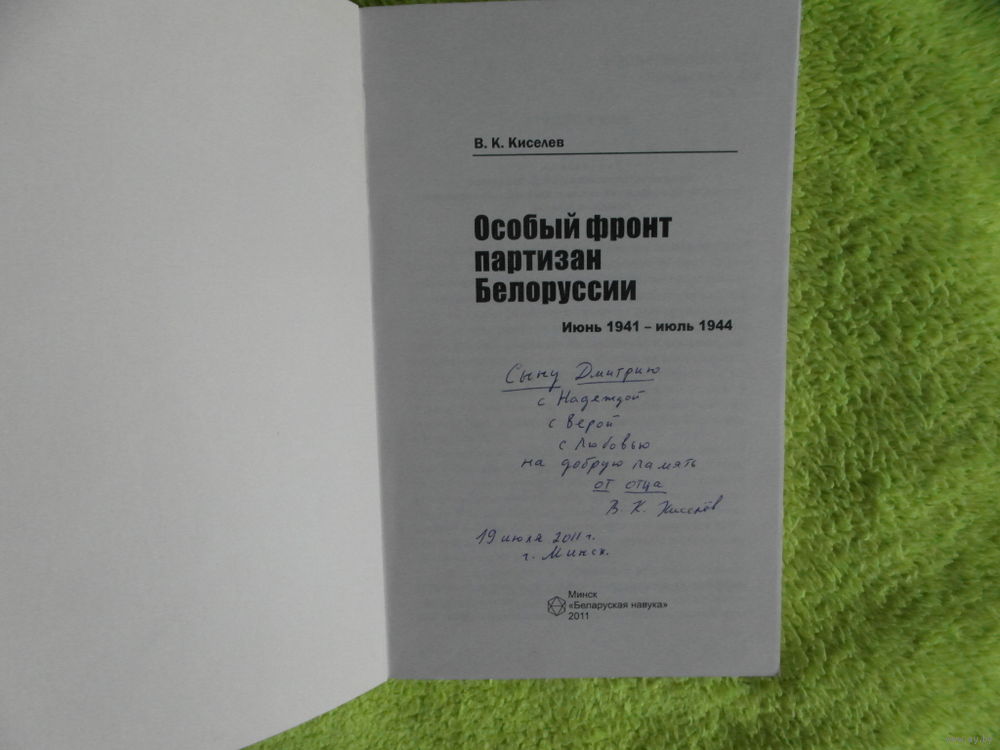 В. К. Киселев
Особый фронт
партизан
Белоруссии
Июнь 1941 – июль 1944
Сыну Дмитрию
с Надеждой
с Верой
с Любовью
на добрую память
от отца
В. К. Киселёв
19 июля 2011 г.
г. Минск.
Минск
«Беларуская навука»
2011